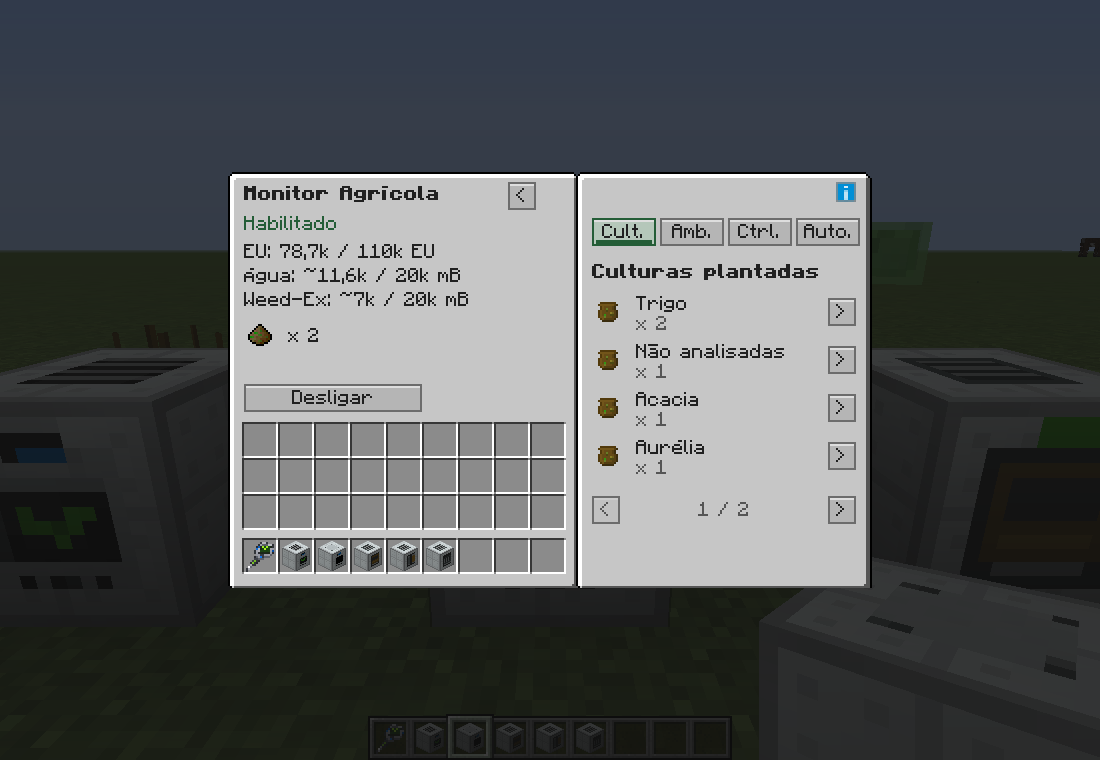 Monitor Agrícola
<
Habilitado
EU: 78,7k / 110k EU
Água: ~11,6k / 20k mB
Weed-Ex: ~7k / 20k mB
x 2
Desligar
i
Cult. Amb. Ctrl. Auto.
Culturas plantadas
Trigo
x 2
>
Não analisadas
x 1
>
Acacia
x 1
>
Aurélia
x 1
>
< 1 / 2 >